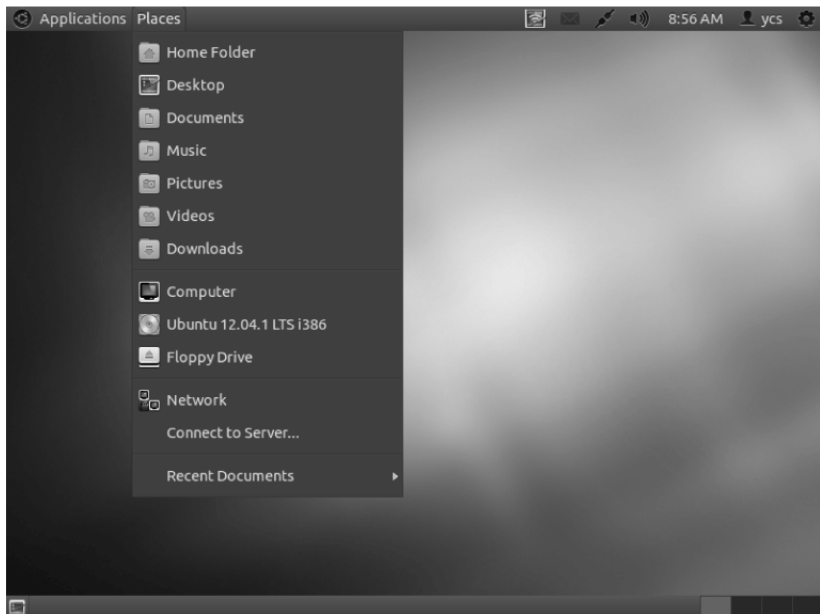 Applications Places 8:56 AM ycs
Home Folder
Desktop
Documents
Music
Pictures
Videos
Downloads
Computer
Ubuntu 12.04.1 LTS i386
Floppy Drive
Network
Connect to Server...
Recent Documents